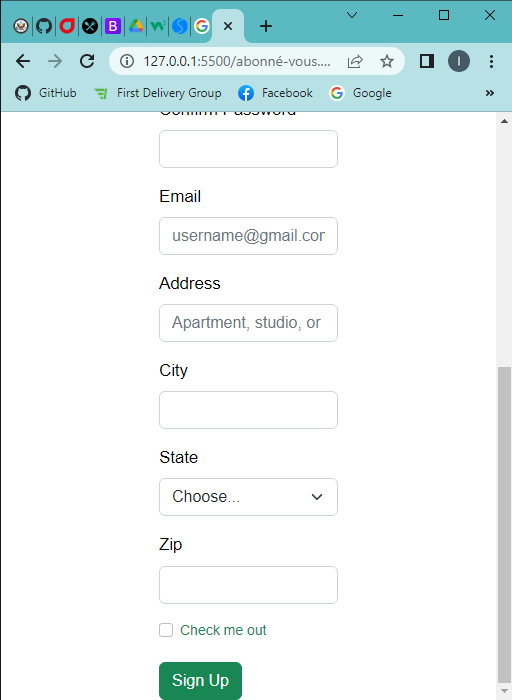 127.0.0.1:5500/abonné-vous....
GitHub
First Delivery Group
Facebook
Google
»
Confirm Password
Email
username@gmail.com
Address
Apartment, studio, or
City
State
Choose...
Zip
Check me out
Sign Up